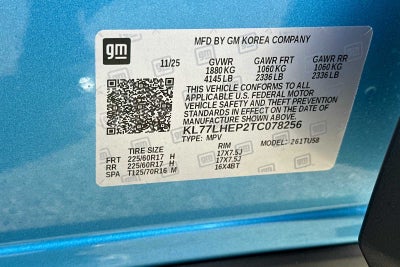 gm
MFD BY GM KOREA COMPANY
11/25 GVWR GAWR FRT GAWR RR
1880 KG 1060 KG 1060 KG
4145 LB 2336 LB 2336 LB
THIS VEHICLE CONFORMS TO ALL
APPLICABLE U.S. FEDERAL MOTOR
VEHICLE SAFETY AND THEFT PREVENTION
STANDARDS IN EFFECT ON THE DATE OF
MANUFACTURE SHOWN ABOVE.
KL77LHEP2TC078256
TYPE: MPV MODEL: 261TU58
TIRE SIZE RIM
FRT 225/60R17 H 17X7.5J
RR 225/60R17 H 17X7.5J
SPA T125/70R16 M 16X4BT